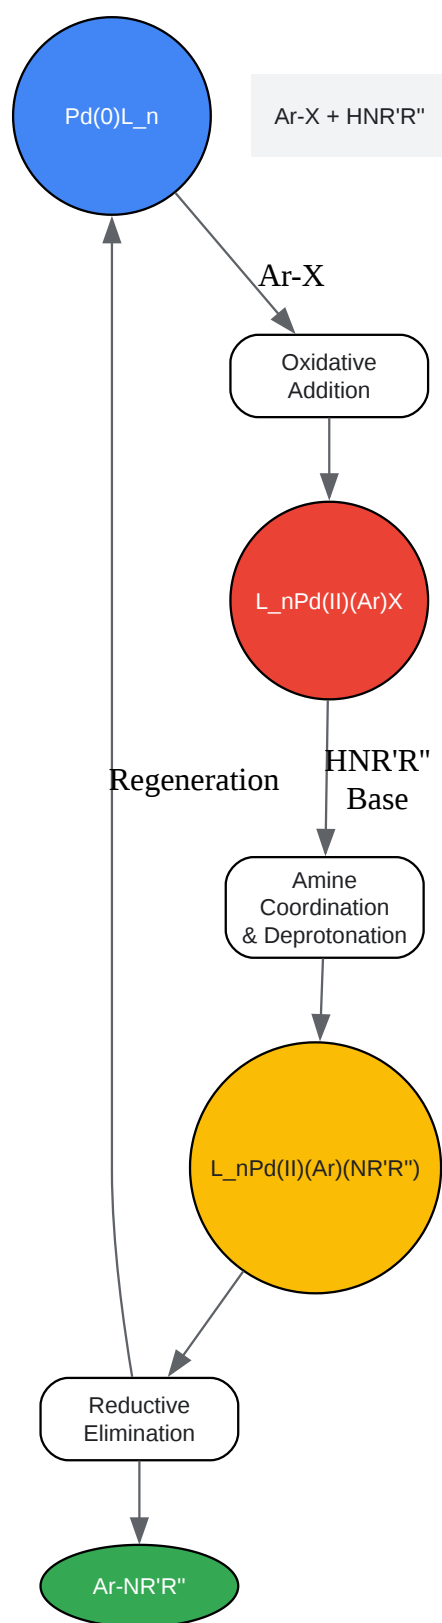 Pd(0)L_n
Ar-X + HNR'R"
Ar-X
Oxidative
Addition
L_nPd(II)(Ar)X
HNR'R"
Base
Regeneration
Amine
Coordination
& Deprotonation
L_nPd(II)(Ar)(NR'R")
Reductive
Elimination
Ar-NR'R"